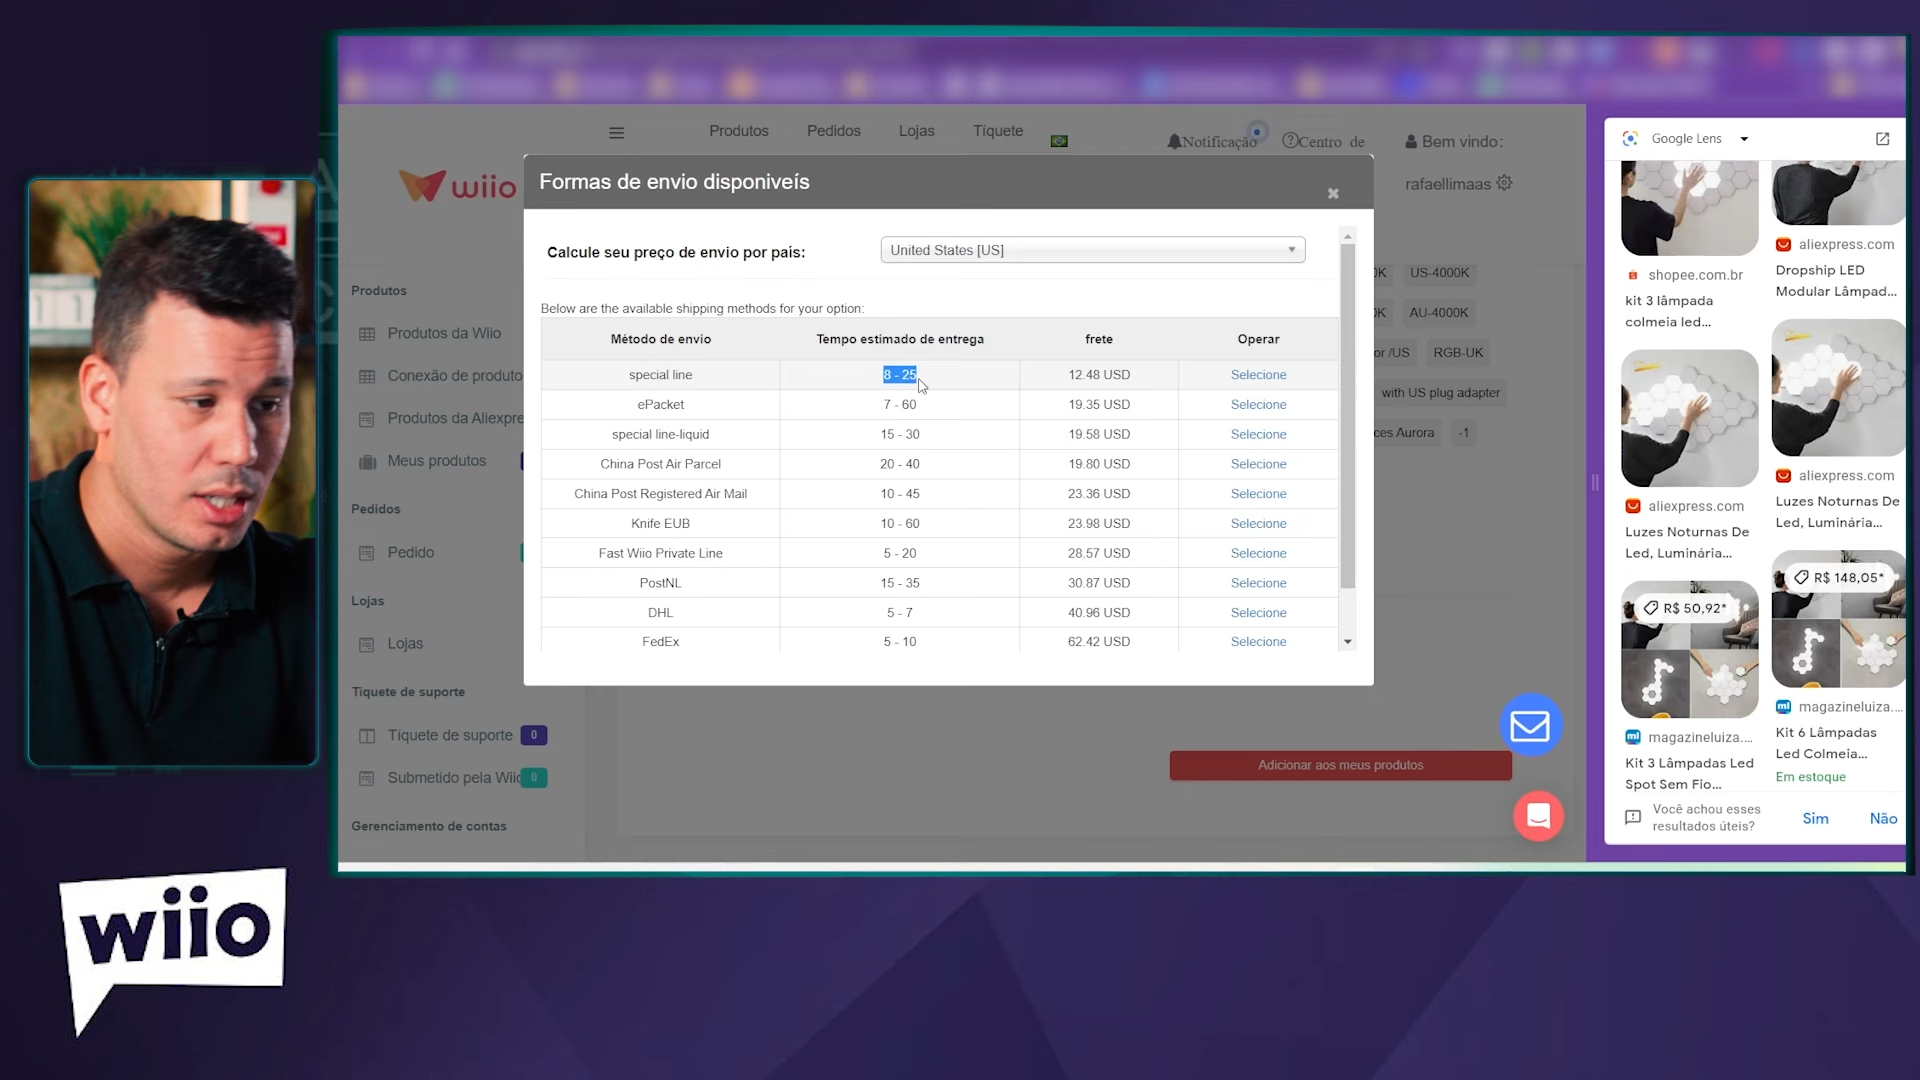 Produtos
Pedidos
Lojas
Tíquete
Notificação
Centro de
Bem vindo:
wiio
rafaellimaas
Formas de envio disponiveís
Calcule seu preço de envio por país:
United States [US]
Below are the available shipping methods for your option:
Método de envio Tempo estimado de entrega frete Operar
special line 8 - 25 12.48 USD Selecione
ePacket 7 - 60 19.35 USD Selecione
special line-liquid 15 - 30 19.58 USD Selecione
China Post Air Parcel 20 - 40 19.80 USD Selecione
China Post Registered Air Mail 10 - 45 23.36 USD Selecione
Knife EUB 10 - 60 23.98 USD Selecione
Fast Wiio Private Line 5 - 20 28.57 USD Selecione
PostNL 15 - 35 30.87 USD Selecione
DHL 5 - 7 40.96 USD Selecione
FedEx 5 - 10 62.42 USD Selecione
Produtos
Produtos da Wiio
Conexão de produto
Produtos da Aliexpre
Meus produtos
Pedidos
Pedido
Lojas
Lojas
Tíquete de suporte
Tíquete de suporte 0
Submetido pela Wiio 0
Gerenciamento de contas
US-4000K
AU-4000K
or /US RGB-UK
with US plug adapter
ces Aurora -1
Adicionar aos meus produtos
Google Lens
shopee.com.br
kit 3 lâmpada
colmeia led...
aliexpress.com
Dropship LED
Modular Lâmpad...
aliexpress.com
Luzes Noturnas De
Led, Luminária...
aliexpress.com
Luzes Noturnas De
Led, Luminária...
R$ 50,92*
magazineluiza....
Kit 3 Lâmpadas Led
Spot Sem Fio...
R$ 148,05*
magazineluiza....
Kit 6 Lâmpadas
Led Colmeia...
Em estoque
Você achou esses
resultados úteis?
Sim
Não
wiio